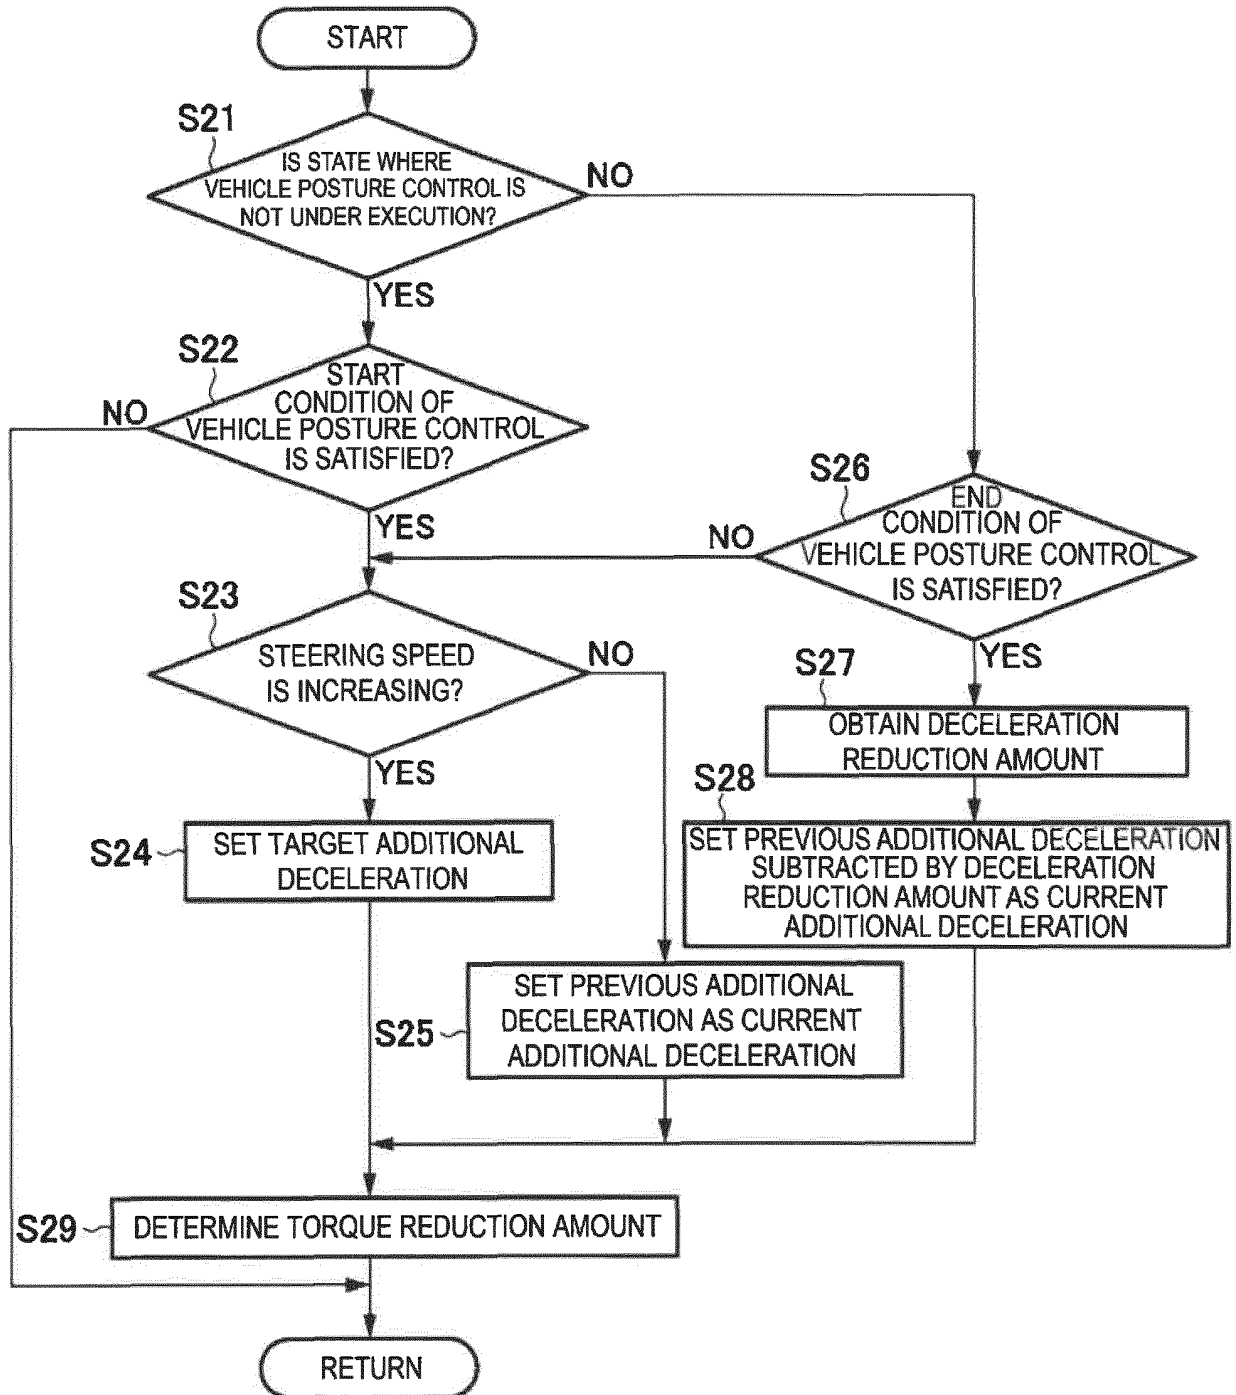 START
S21
IS STATE WHERE
VEHICLE POSTURE CONTROL IS
NOT UNDER EXECUTION?
NO
YES
S22
START
CONDITION OF
VEHICLE POSTURE CONTROL
IS SATISFIED?
NO
YES
S26
END
CONDITION OF
VEHICLE POSTURE CONTROL
IS SATISFIED?
NO
YES
S23
STEERING SPEED
IS INCREASING?
NO
YES
S27
OBTAIN DECELERATION
REDUCTION AMOUNT
S28
SET PREVIOUS ADDITIONAL DECELERATION
SUBTRACTED BY DECELERATION
REDUCTION AMOUNT AS CURRENT
ADDITIONAL DECELERATION
S24
SET TARGET ADDITIONAL
DECELERATION
S25
SET PREVIOUS ADDITIONAL
DECELERATION AS CURRENT
ADDITIONAL DECELERATION
S29
DETERMINE TORQUE REDUCTION AMOUNT
RETURN